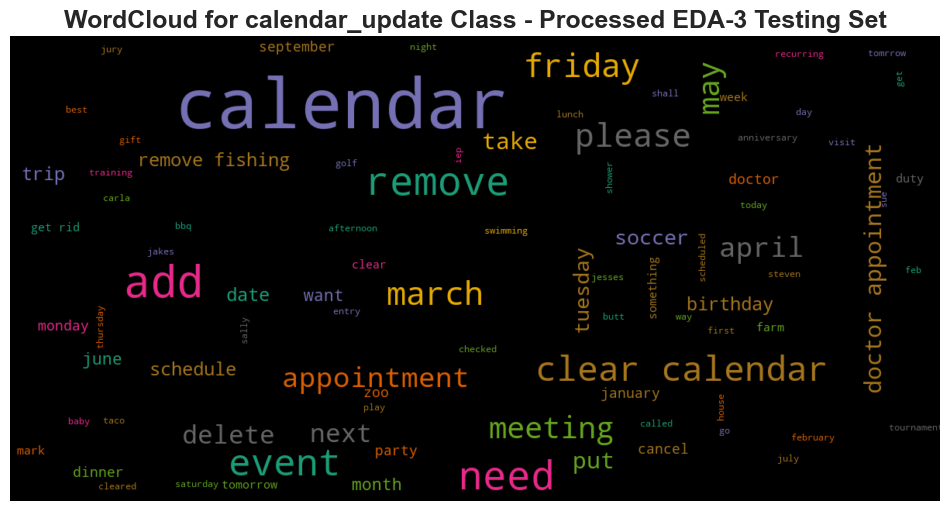 WordCloud for calendar_update Class - Processed EDA-3 Testing Set
jury
september
night
friday
recurring
tomrrow
calendar
may
get
shall
week
best
lunch
day
gift
take
please
anniversary
visit
remove fishing
golf
iep
trip
training
remove
shower
doctor
duty
carla
today
sue
doctor appointment
get rid
bbq
afternoon
swimming
soccer
april
jakes
clear
something
scheduled
steven
feb
add
date
want
march
tuesday
jesses
birthday
entry
monday
thursday
sally
butt
way
first
farm
june
schedule
checked
clear calendar
appointment
zoo
january
play
house
baby
taco
delete
next
meeting
called
go
tournament
mark
party
cancel
february
dinner
event
need
put
july
cleared
saturday
tomorrow
month